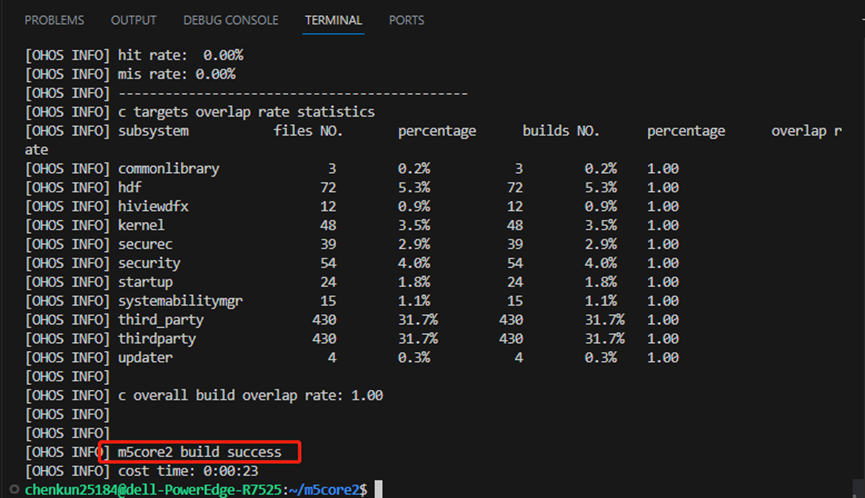 PROBLEMS OUTPUT DEBUG CONSOLE TERMINAL PORTS
[OHOS INFO] hit rate:  0.00%
[OHOS INFO] mis rate: 0.00%
[OHOS INFO] ---------------------------------------------
[OHOS INFO] c targets overlap rate statistics
[OHOS INFO] subsystem files NO. percentage builds NO. percentage overlap r
ate
[OHOS INFO] commonlibrary 3 0.2% 3 0.2% 1.00
[OHOS INFO] hdf 72 5.3% 72 5.3% 1.00
[OHOS INFO] hiviewdfx 12 0.9% 12 0.9% 1.00
[OHOS INFO] kernel 48 3.5% 48 3.5% 1.00
[OHOS INFO] securec 39 2.9% 39 2.9% 1.00
[OHOS INFO] security 54 4.0% 54 4.0% 1.00
[OHOS INFO] startup 24 1.8% 24 1.8% 1.00
[OHOS INFO] systemabilitymgr 15 1.1% 15 1.1% 1.00
[OHOS INFO] third_party 430 31.7% 430 31.7% 1.00
[OHOS INFO] thirdparty 430 31.7% 430 31.7% 1.00
[OHOS INFO] updater 4 0.3% 4 0.3% 1.00
[OHOS INFO]
[OHOS INFO] c overall build overlap rate: 1.00
[OHOS INFO]
[OHOS INFO]
[OHOS INFO] m5core2 build success
[OHOS INFO] cost time: 0:00:23
chenkun25184@dell-PowerEdge-R7525:~/m5core2$